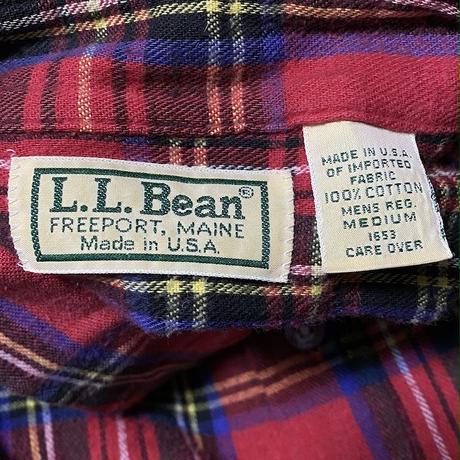 L.L. Bean®
FREEPORT, MAINE
Made in U.S.A.
MADE IN U.S.A.
OF IMPORTED
FABRIC
100% COTTON
MENS REG.
MEDIUM
1653
CARE OVER